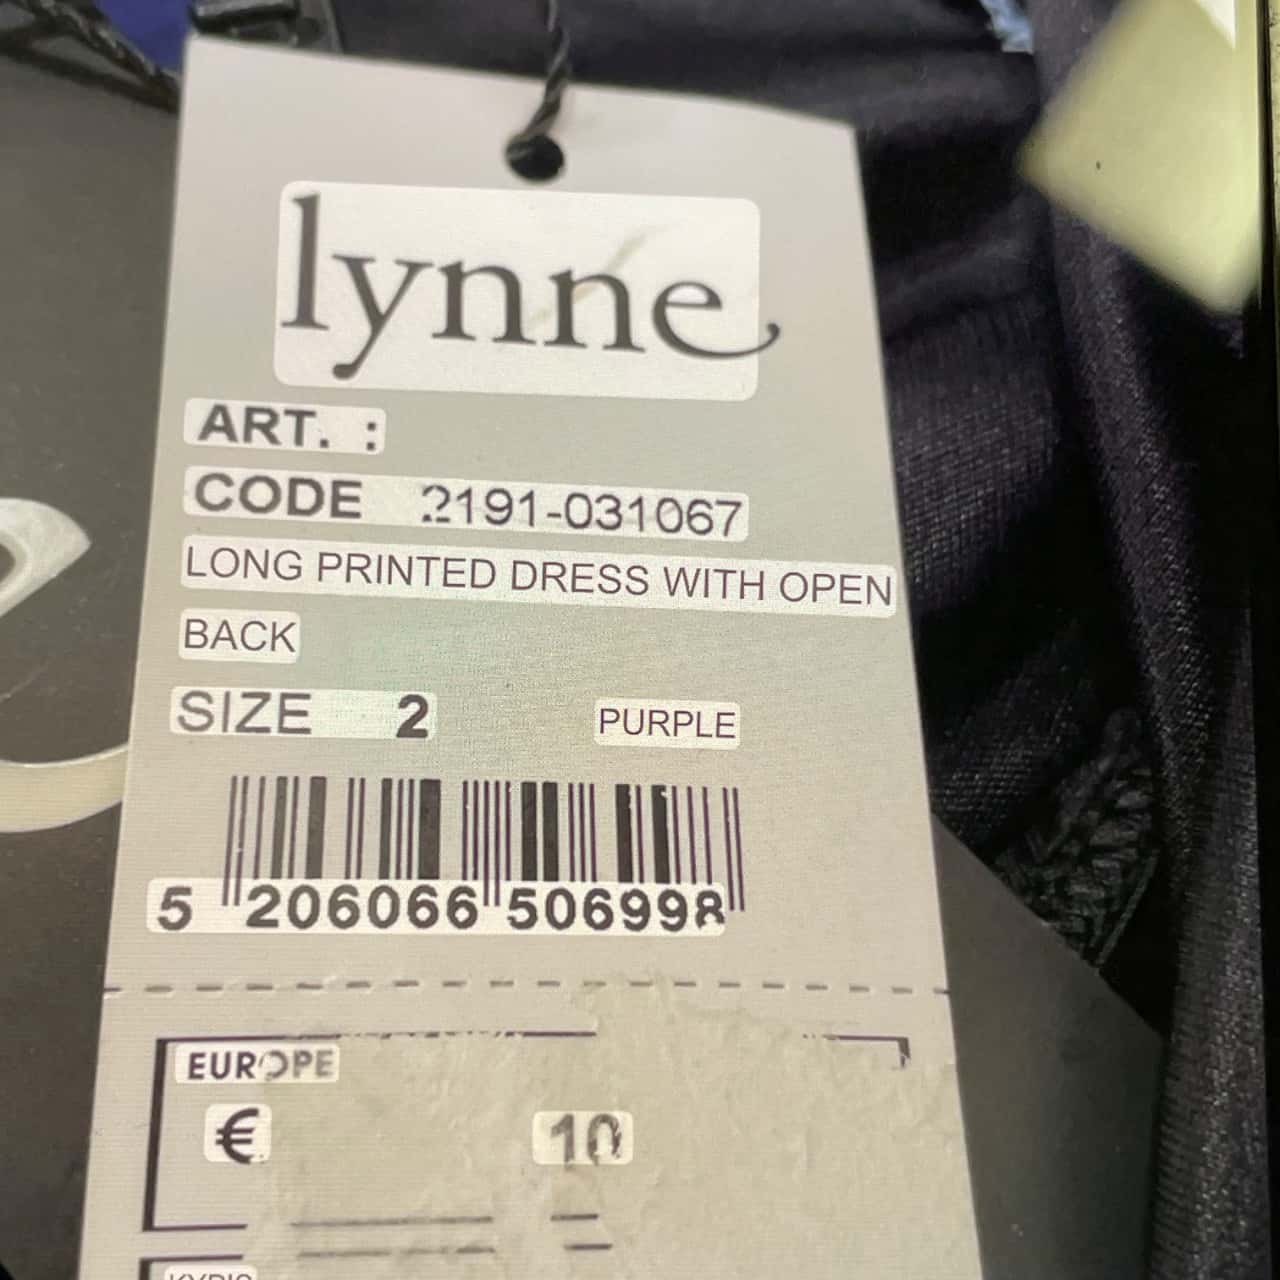 lynne
ART. :
CODE 2191-031067
LONG PRINTED DRESS WITH OPEN
BACK
SIZE 2 PURPLE
5 206066 506998
EUROPE
€ 10